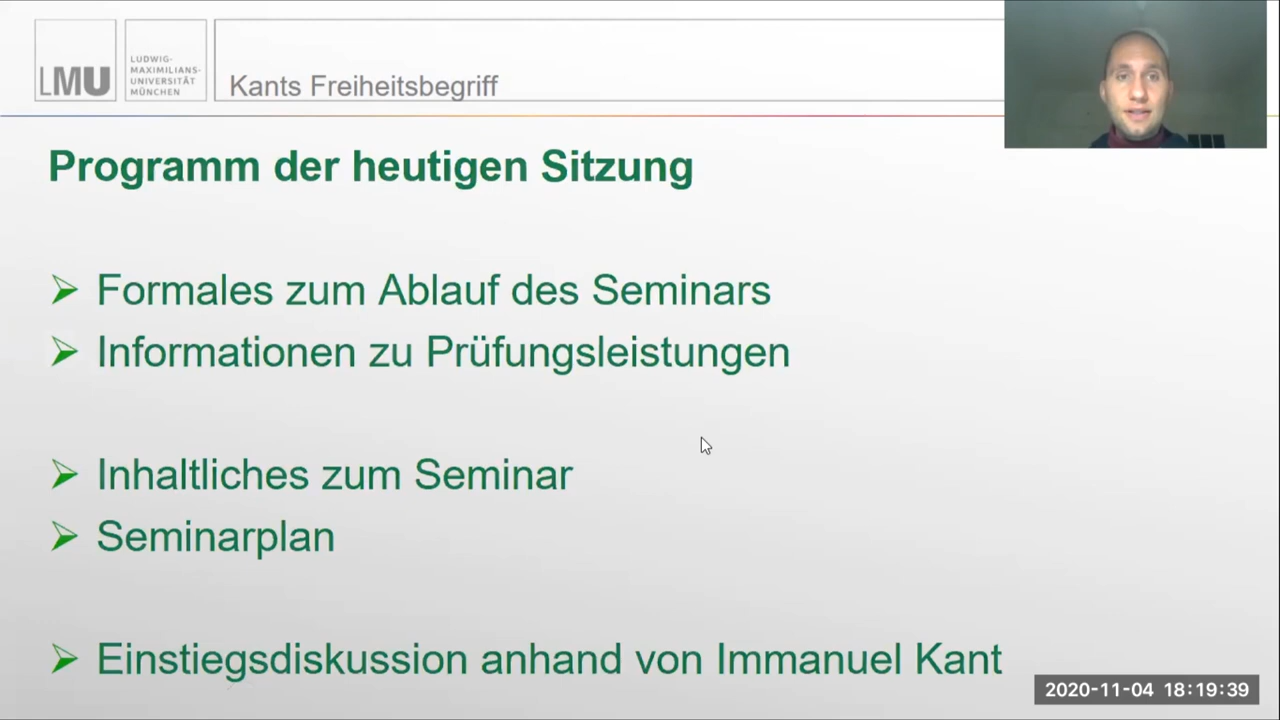 LMU
LUDWIG-
MAXIMILIANS-
UNIVERSITÄT
MÜNCHEN
Kants Freiheitsbegriff
Programm der heutigen Sitzung
Formales zum Ablauf des Seminars
Informationen zu Prüfungsleistungen
Inhaltliches zum Seminar
Seminarplan
Einstiegsdiskussion anhand von Immanuel Kant
2020-11-04 18:19:39